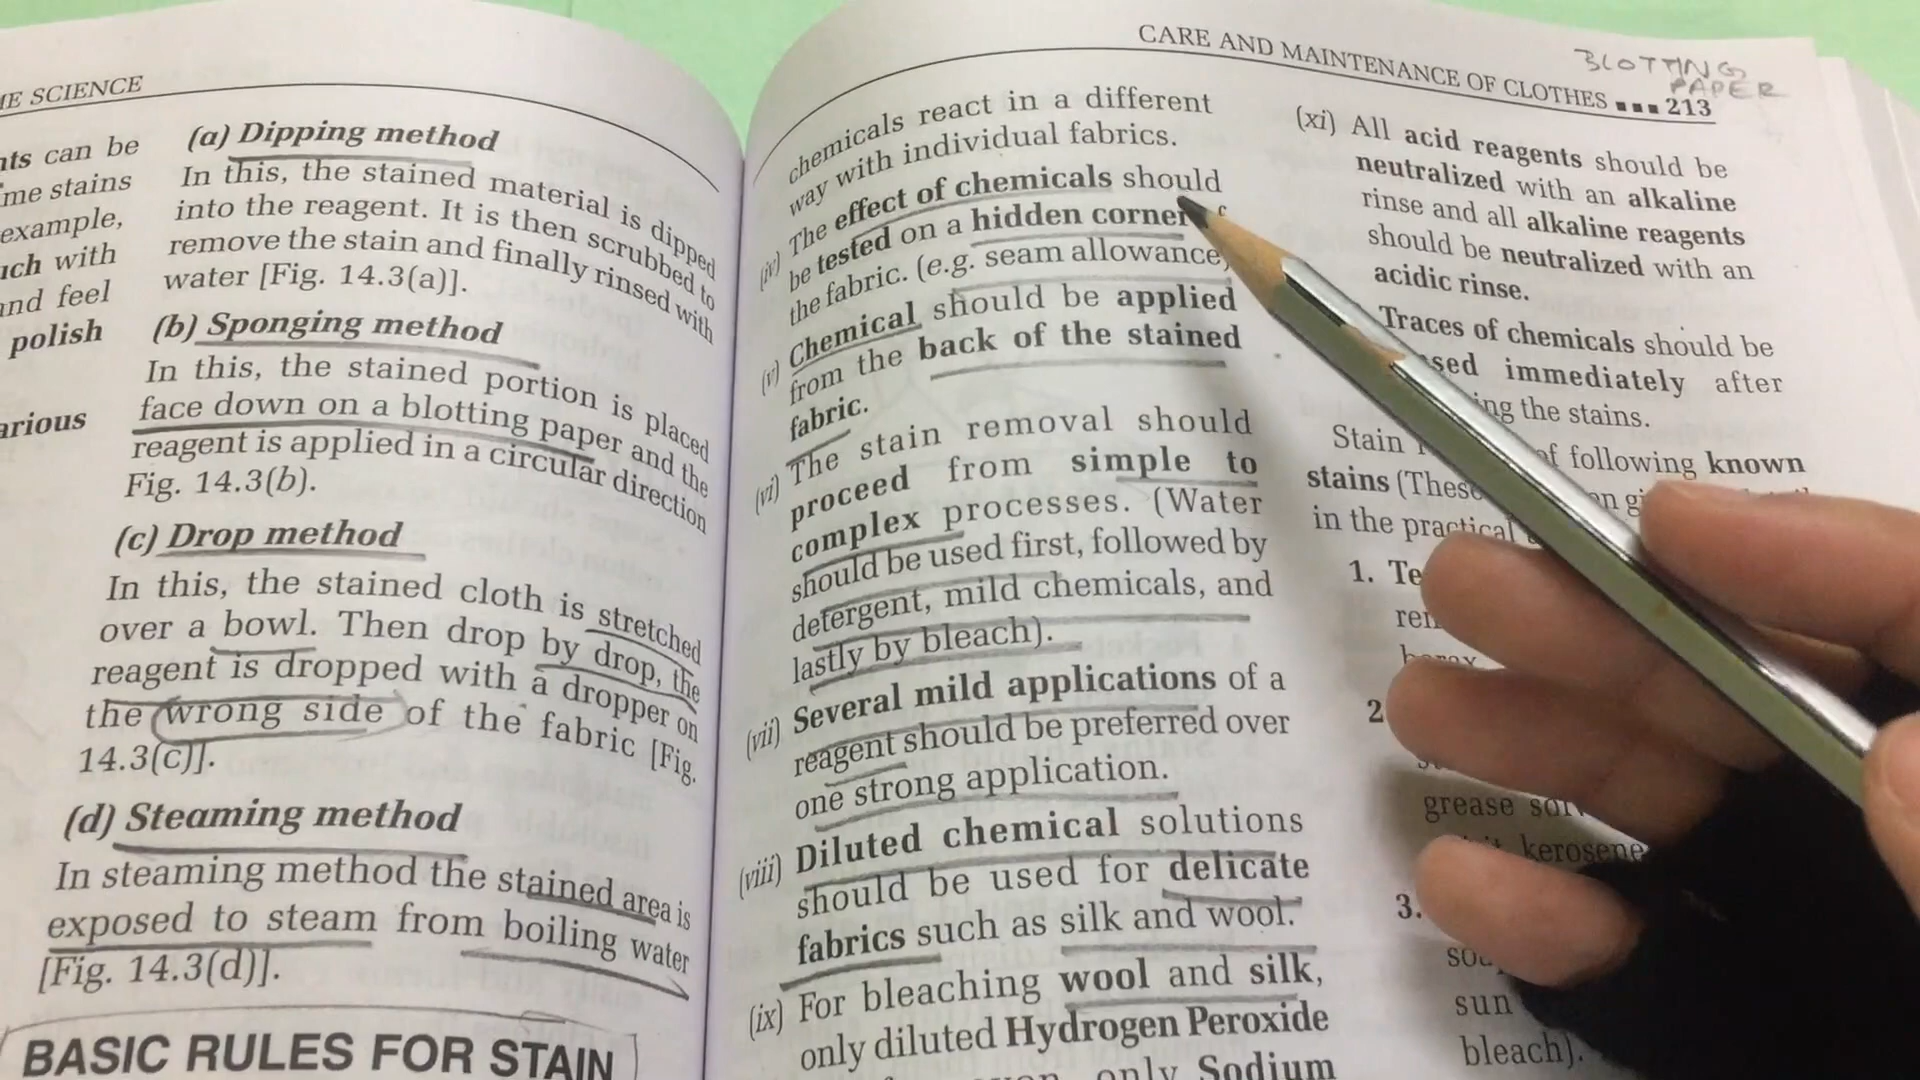 ME SCIENCE
nts can be
me stains
example,
uch with
and feel
polish
arious
(a) Dipping method
In this, the stained material is dipped
into the reagent. It is then scrubbed to
remove the stain and finally rinsed with
water [Fig. 14.3(a)].
(b) Sponging method
In this, the stained portion is placed
face down on a blotting paper and the
reagent is applied in a circular direction
Fig. 14.3(b).
(c) Drop method
In this, the stained cloth is stretched
over a bowl. Then drop by drop, the
reagent is dropped with a dropper on
the wrong side of the fabric [Fig.
14.3(c)].
(d) Steaming method
In steaming method the stained area is
exposed to steam from boiling water
[Fig. 14.3(d)].
BASIC RULES FOR STAIN
CARE AND MAINTENANCE OF CLOTHES ■■■ 213
BLOTTING
PAPER
chemicals react in a different
way with individual fabrics.
(iv) The effect of chemicals should
be tested on a hidden corner
the fabric. (e.g. seam allowance)
(v) Chemical should be applied
from the back of the stained
fabric.
(vi) The stain removal should
proceed from simple to
complex processes. (Water
should be used first, followed by
detergent, mild chemicals, and
lastly by bleach).
(vii) Several mild applications of a
reagent should be preferred over
one strong application.
(viii) Diluted chemical solutions
should be used for delicate
fabrics such as silk and wool.
(ix) For bleaching wool and silk,
only diluted Hydrogen Peroxide
only Sodium
(xi) All acid reagents should be
neutralized with an alkaline
rinse and all alkaline reagents
should be neutralized with an
acidic rinse.
Traces of chemicals should be
sed immediately after
ing the stains.
Stain of following known
stains (These
in the practical
1. Te
ren
borax
2
grease
kerosene
3.
sun
bleach).